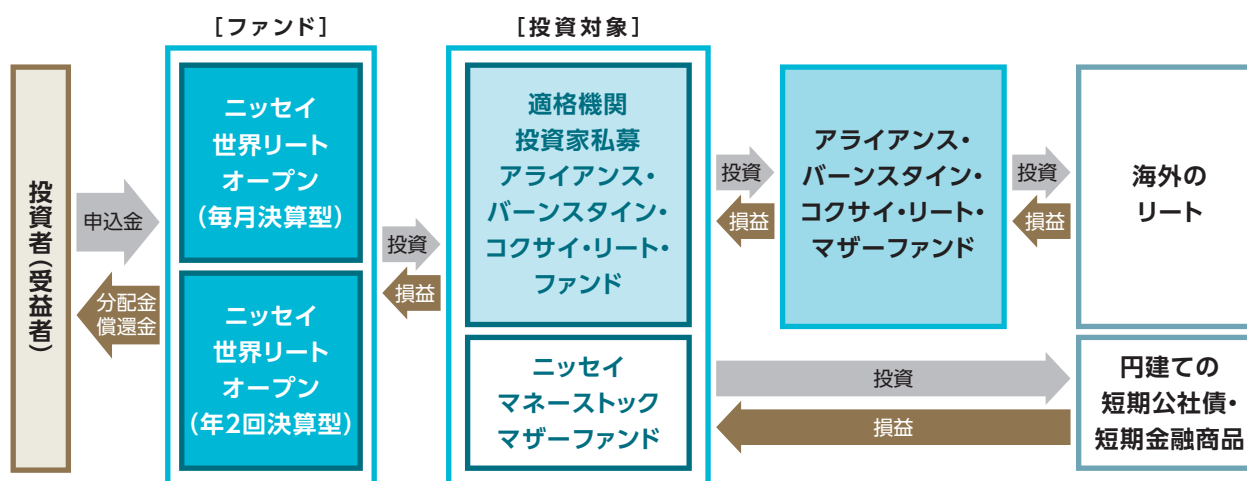 [ファンド]
[投資対象]
投資者(受益者)
申込金
分配金
償還金
ニッセイ
世界リート
オープン
(毎月決算型)
ニッセイ
世界リート
オープン
(年2回決算型)
投資
損益
適格機関
投資家私募
アライアンス・
バーンスタイン・
コクサイ・リート・
ファンド
ニッセイ
マネーストック
マザーファンド
投資
損益
アライアンス・
バーンスタイン・
コクサイ・リート・
マザーファンド
投資
損益
海外の
リート
投資
損益
円建ての
短期公社債・
短期金融商品